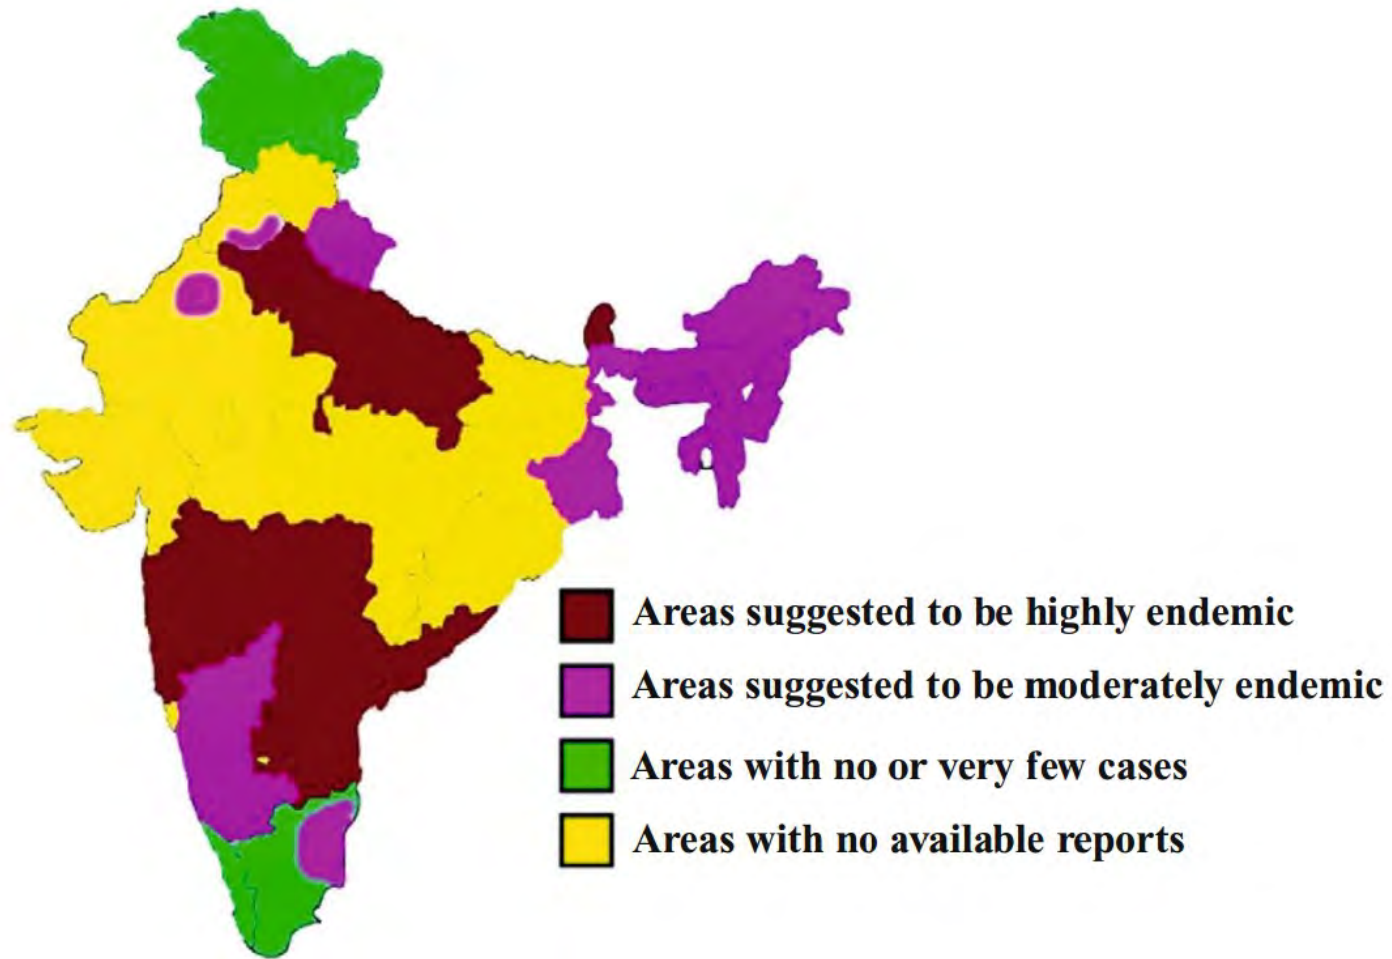 Areas suggested to be highly endemic
Areas suggested to be moderately endemic
Areas with no or very few cases
Areas with no available reports